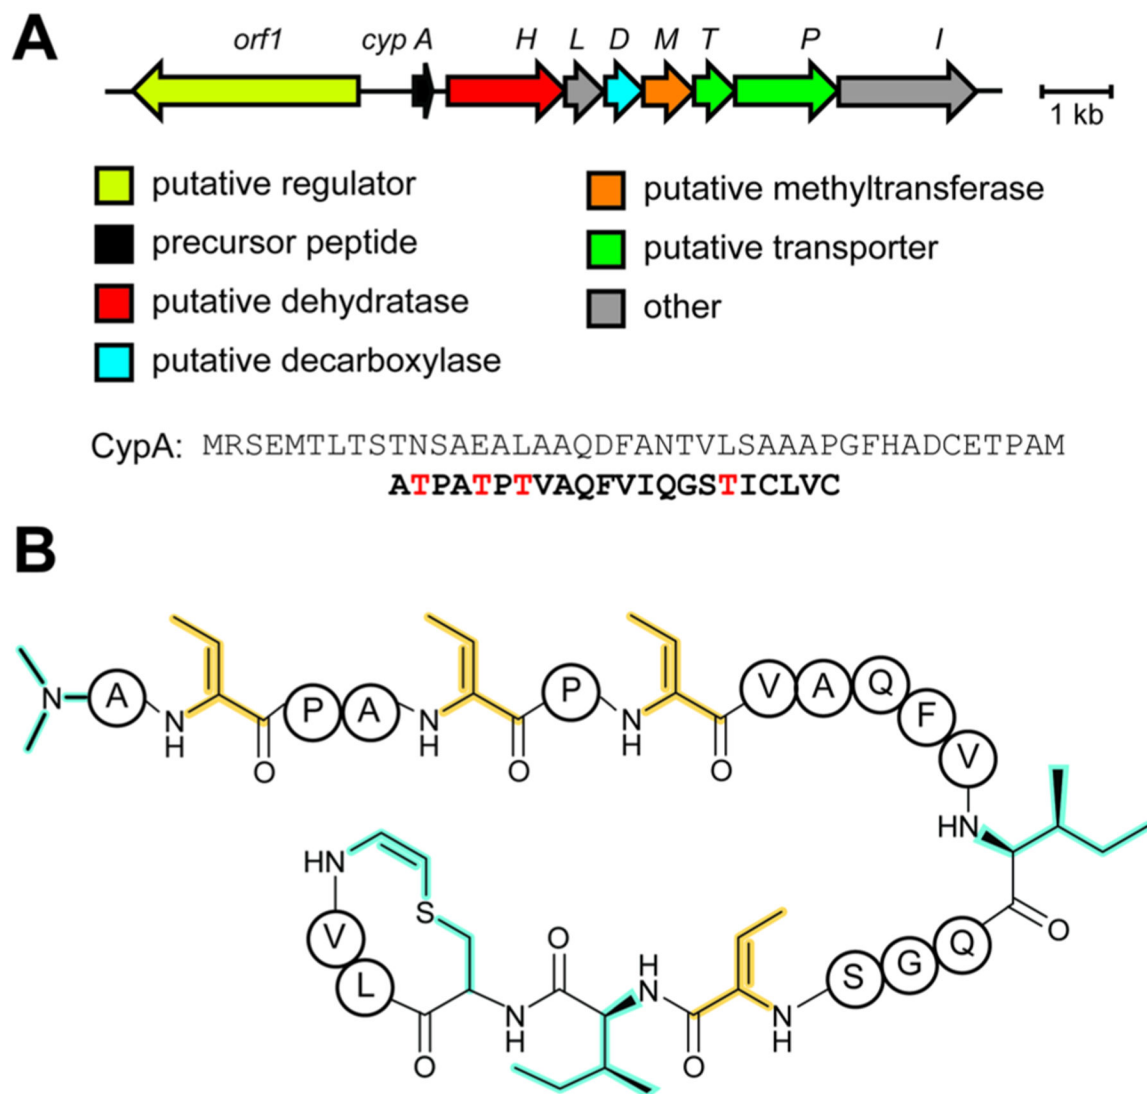 A
orf1 cyp A H L D M T P I
1 kb
putative regulator
precursor peptide
putative dehydratase
putative decarboxylase
putative methyltransferase
putative transporter
other
CypA: MRSEMTLTSTNSAEALAAQDFANTVLSAAAPGFHADCETPAM
ATPATPTVAQFVIQGSTICLVC
B
N A N H O P A N H O P N H O V A Q F V
HN O
HN S V L O N H O H N O N H S G Q